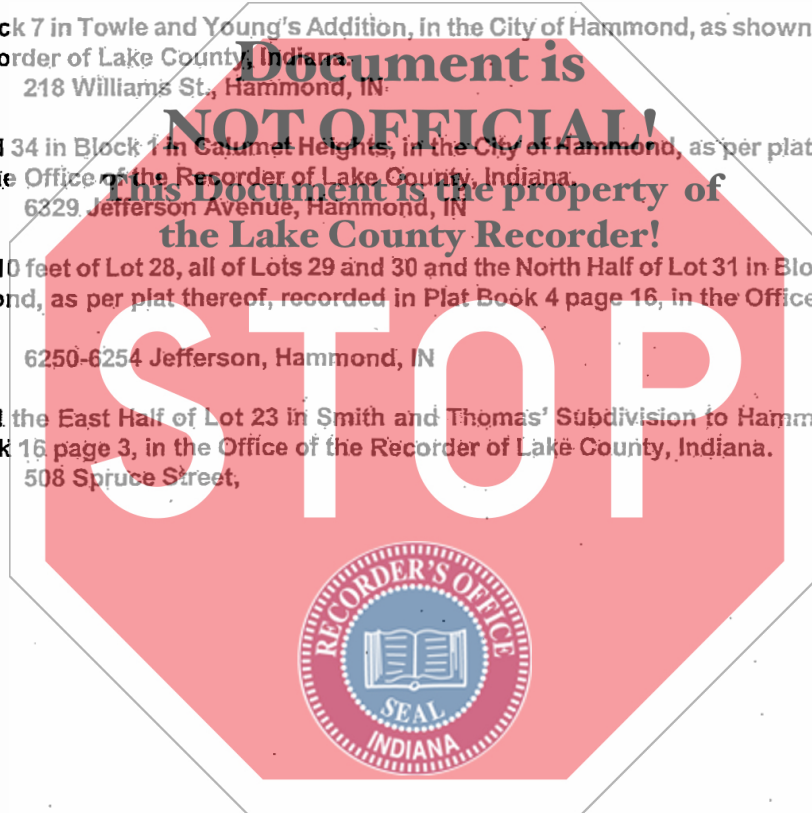 ck 7 in Towle and Young's Addition, in the City of Hammond, as shown
order of Lake County, Indiana.
Document is
218 Williams St., Hammond, IN
NOT OFFICIAL!
34 in Block 1 in Calumet Heights, in the City of Hammond, as per plat
e Office of the Recorder of Lake County, Indiana.
This Document is the property of
6329 Jefferson Avenue, Hammond, IN
the Lake County Recorder!
10 feet of Lot 28, all of Lots 29 and 30 and the North Half of Lot 31 in Blo
ond, as per plat thereof, recorded in Plat Book 4 page 16, in the Office
STOP
6250-6254 Jefferson, Hammond, IN
the East Half of Lot 23 in Smith and Thomas' Subdivision to Hamm
k 16 page 3, in the Office of the Recorder of Lake County, Indiana.
508 Spruce Street,
RECORDER'S OFFICE
SEAL
INDIANA